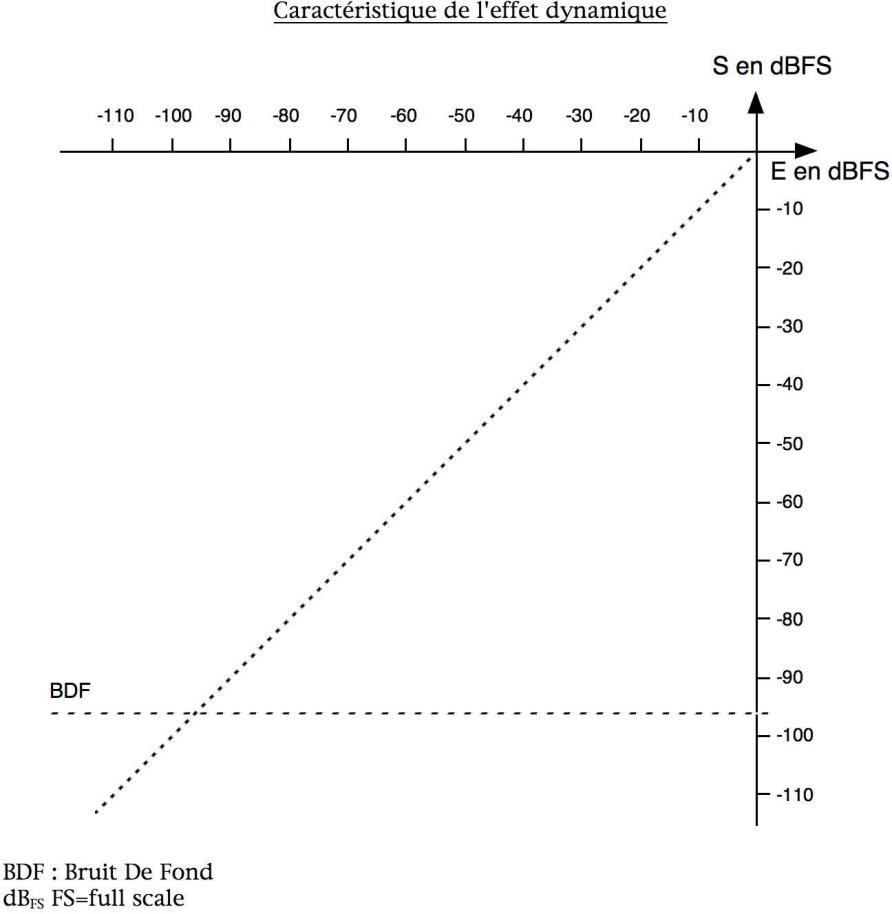 Caractéristique de l'effet dynamique
S en dBFS
-110 -100 -90 -80 -70 -60 -50 -40 -30 -20 -10
E en dBFS
-10
-20
-30
-40
-50
-60
-70
-80
-90
BDF
-100
-110
BDF : Bruit De Fond
dBFS FS=full scale